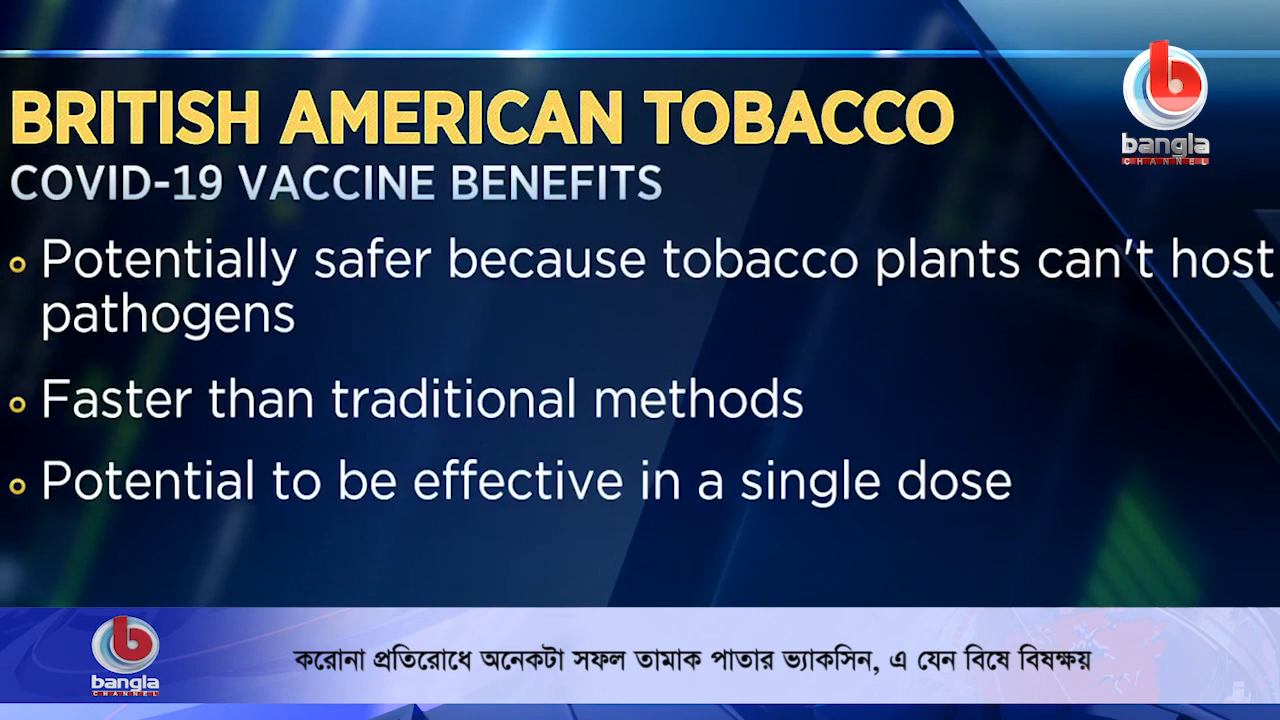 BRITISH AMERICAN TOBACCO
COVID-19 VACCINE BENEFITS
Potentially safer because tobacco plants can't host
pathogens
Faster than traditional methods
Potential to be effective in a single dose
b
bangla
CHANNEL
b
bangla
CHANNEL
করোনা প্রতিরোধে অনেকটা সফল তামাক পাতার ভ্যাকসিন, এ যেন বিষে বিষক্ষয়